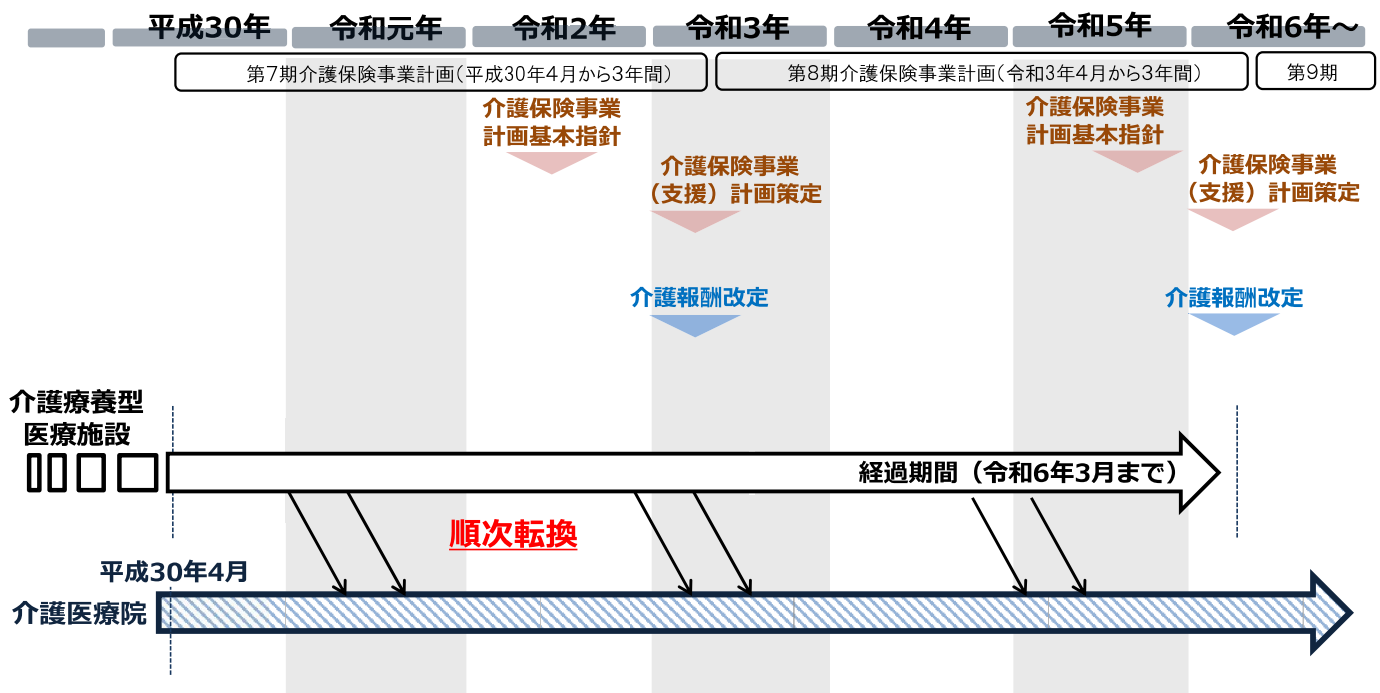 平成30年
令和元年
令和2年
令和3年
令和4年
令和5年
令和6年～
第7期介護保険事業計画(平成30年4月から3年間)
第8期介護保険事業計画(令和3年4月から3年間)
第9期
介護保険事業
計画基本指針
介護保険事業
(支援)計画策定
介護保険事業
計画基本指針
介護保険事業
(支援)計画策定
介護報酬改定
介護報酬改定
介護療養型
医療施設
経過期間(令和6年3月まで)
順次転換
平成30年4月
介護医療院